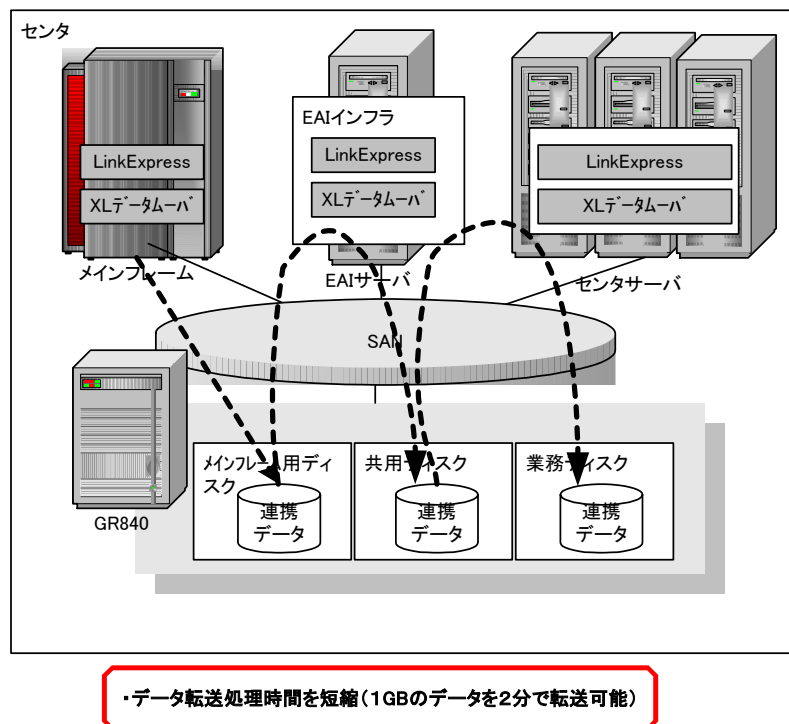 センタ
EAIインフラ
LinkExpress
XLﾃﾞｰﾀﾑｰﾊﾞ
LinkExpress
XLﾃﾞｰﾀﾑｰﾊﾞ
LinkExpress
XLﾃﾞｰﾀﾑｰﾊﾞ
メインフレーム
EAIサーバ
センタサーバ
SAN
GR840
ﾒｲﾝﾌﾚｰﾑ用ディ
スク
連携
データ
共用ディスク
連携
データ
業務ディスク
連携
データ
・データ転送処理時間を短縮（1GBのデータを2分で転送可能）